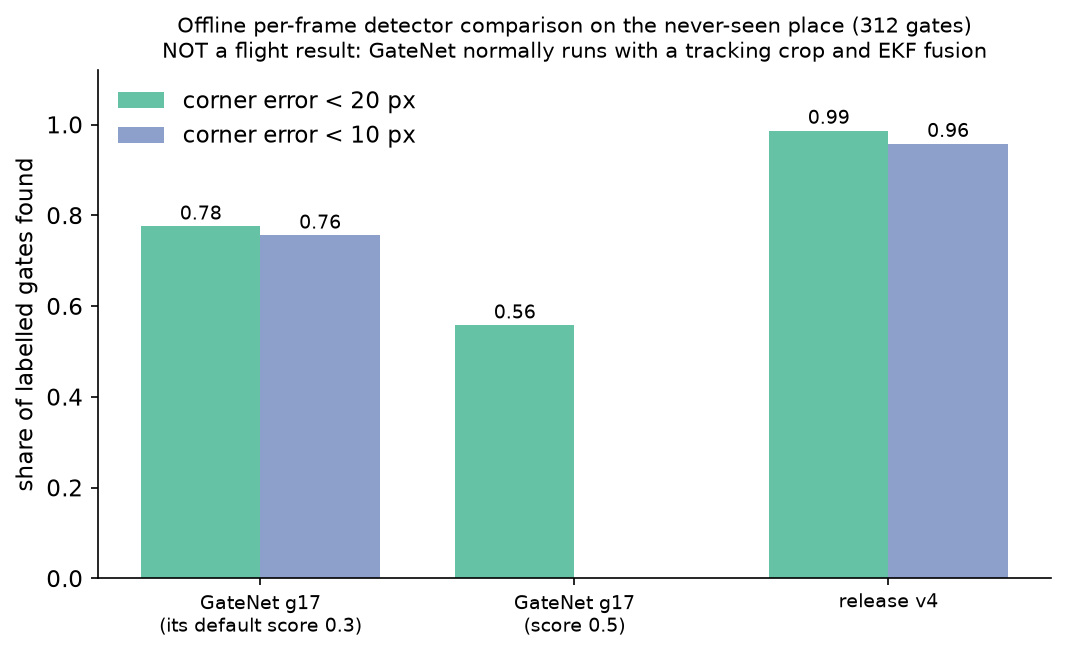 Offline per-frame detector comparison on the never-seen place (312 gates)
NOT a flight result: GateNet normally runs with a tracking crop and EKF fusion
corner error < 20 px
corner error < 10 px
share of labelled gates found
1.0
0.8
0.6
0.4
0.2
0.0
0.78
0.76
0.56
0.99
0.96
GateNet g17
(its default score 0.3)
GateNet g17
(score 0.5)
release v4